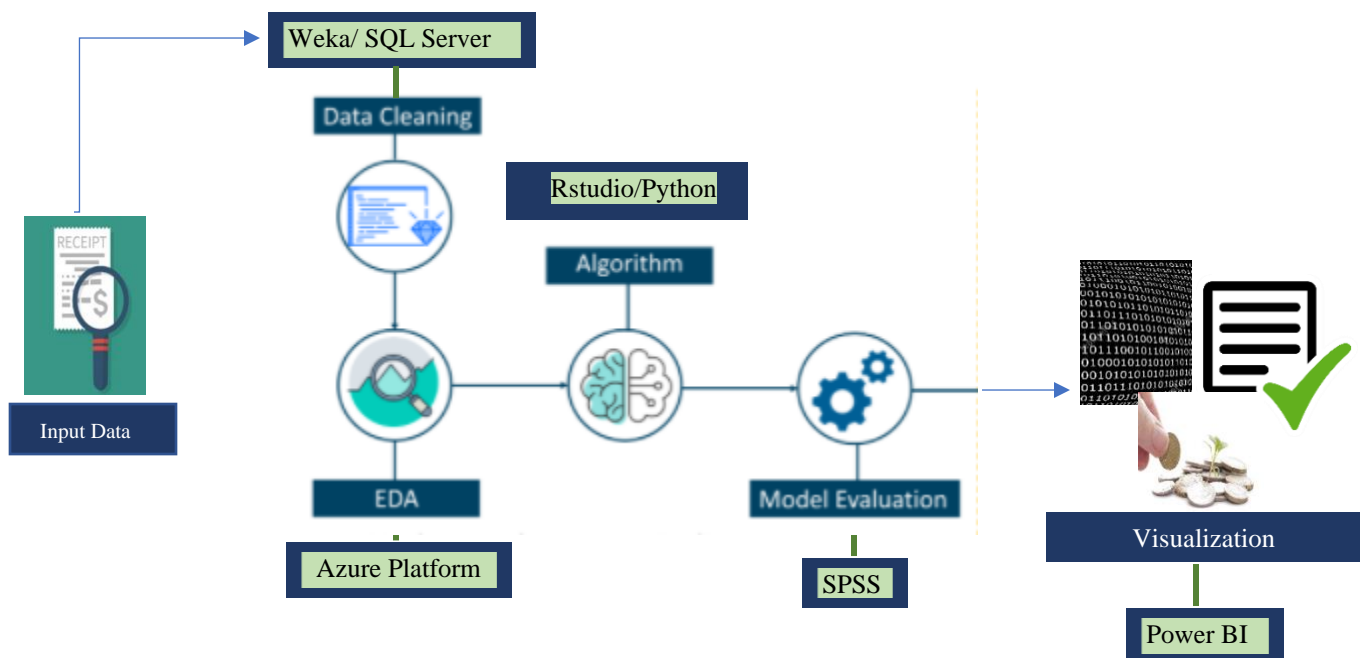 Weka/ SQL Server
Data Cleaning
Rstudio/Python
RECEIPT
$
Algorithm
Input Data
EDA
Model Evaluation
Visualization
Azure Platform
SPSS
Power BI